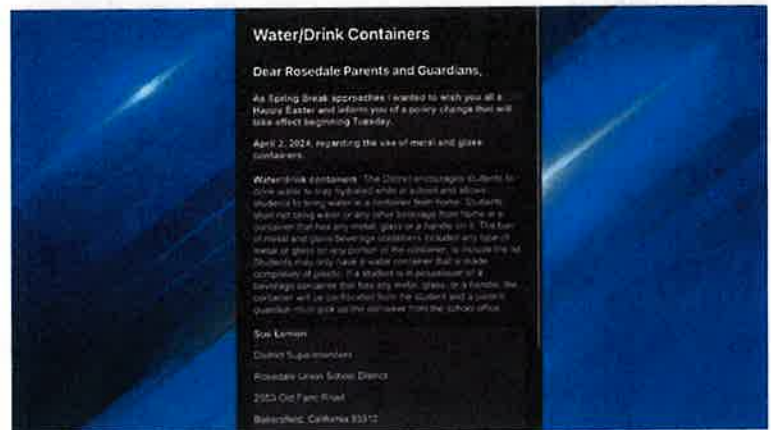 Water/Drink Containers
Dear Rosedale Parents and Guardians,
As Spring Break approaches I wanted to wish you all a
Happy Easter and inform you of a policy change that will
take effect beginning Tuesday,
April 2, 2024, regarding the use of metal and glass
containers.
Water/drink containers: The District encourages students to
drink water to stay hydrated while at school and allows
students to bring water in a container from home. Students
shall not bring water or any other beverage from home in a
container that has any metal, glass or a handle on it. The ban
of metal and glass beverage containers included any type of
metal or glass on any portion of the container, to include the lid.
Students may only have a water container that is made
completely of plastic. If a student is in possession of a
beverage container that has any metal, glass, or a handle, the
container will be confiscated from the student and a parent
guardian must pick up the container from the school office.
Sue Lemon
District Superintendent
Rosedale Union School District
2553 Old Farm Road
Bakersfield, California 93312